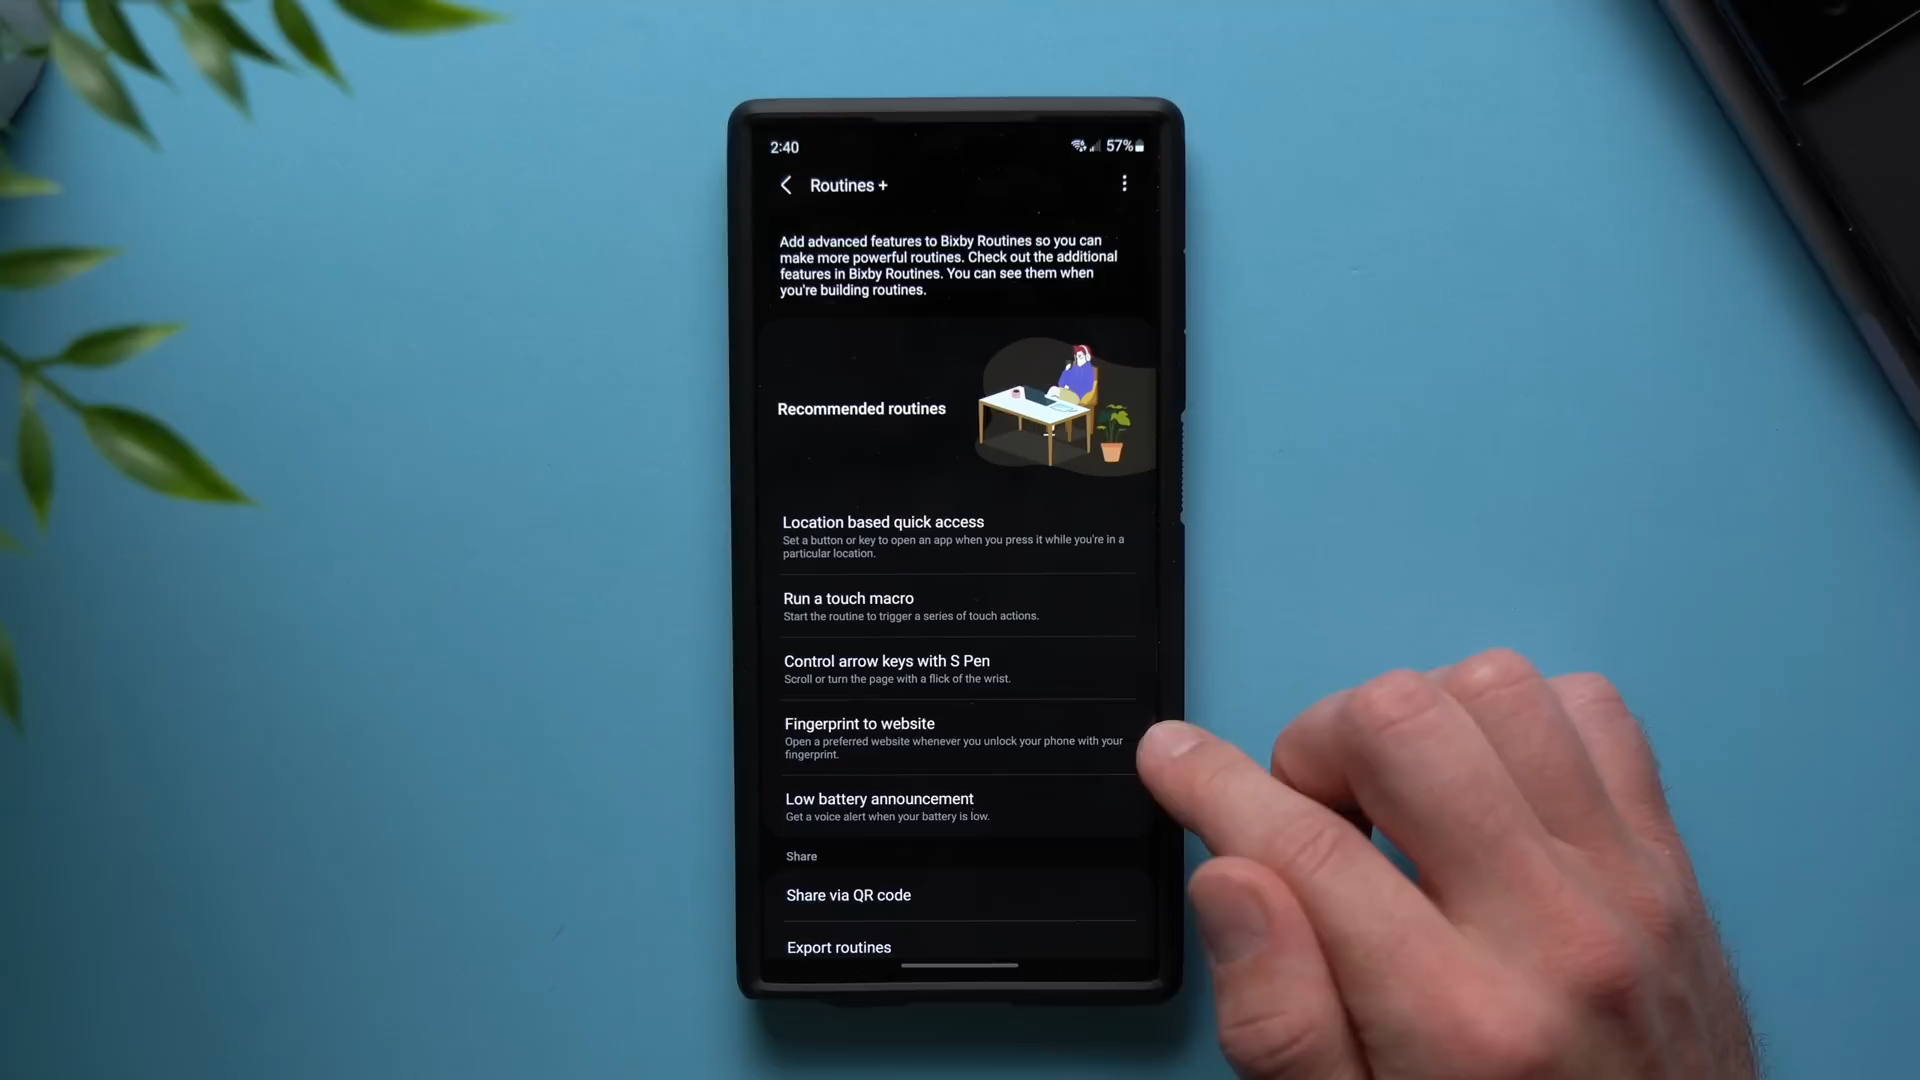 2:40
57%
Routines +
Add advanced features to Bixby Routines so you can
make more powerful routines. Check out the additional
features in Bixby Routines. You can see them when
you're building routines.
Recommended routines
Location based quick access
Set a button or key to open an app when you press it while you're in a
particular location.
Run a touch macro
Start the routine to trigger a series of touch actions.
Control arrow keys with S Pen
Scroll or turn the page with a flick of the wrist.
Fingerprint to website
Open a preferred website whenever you unlock your phone with your
fingerprint.
Low battery announcement
Get a voice alert when your battery is low.
Share
Share via QR code
Export routines